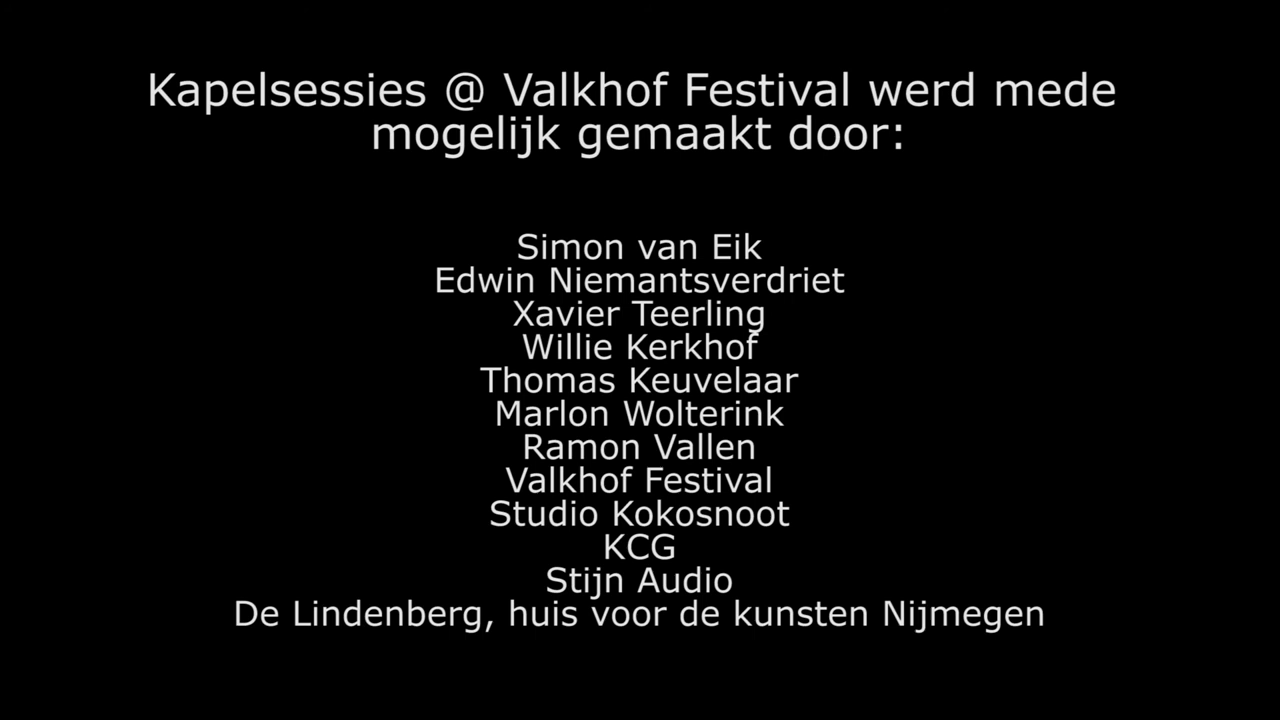 Kapelsessies @ Valkhof Festival werd mede
mogelijk gemaakt door:
Simon van Eik
Edwin Niemantsverdriet
Xavier Teerling
Willie Kerkhof
Thomas Keuvelaar
Marlon Wolterink
Ramon Vallen
Valkhof Festival
Studio Kokosnoot
KCG
Stijn Audio
De Lindenberg, huis voor de kunsten Nijmegen